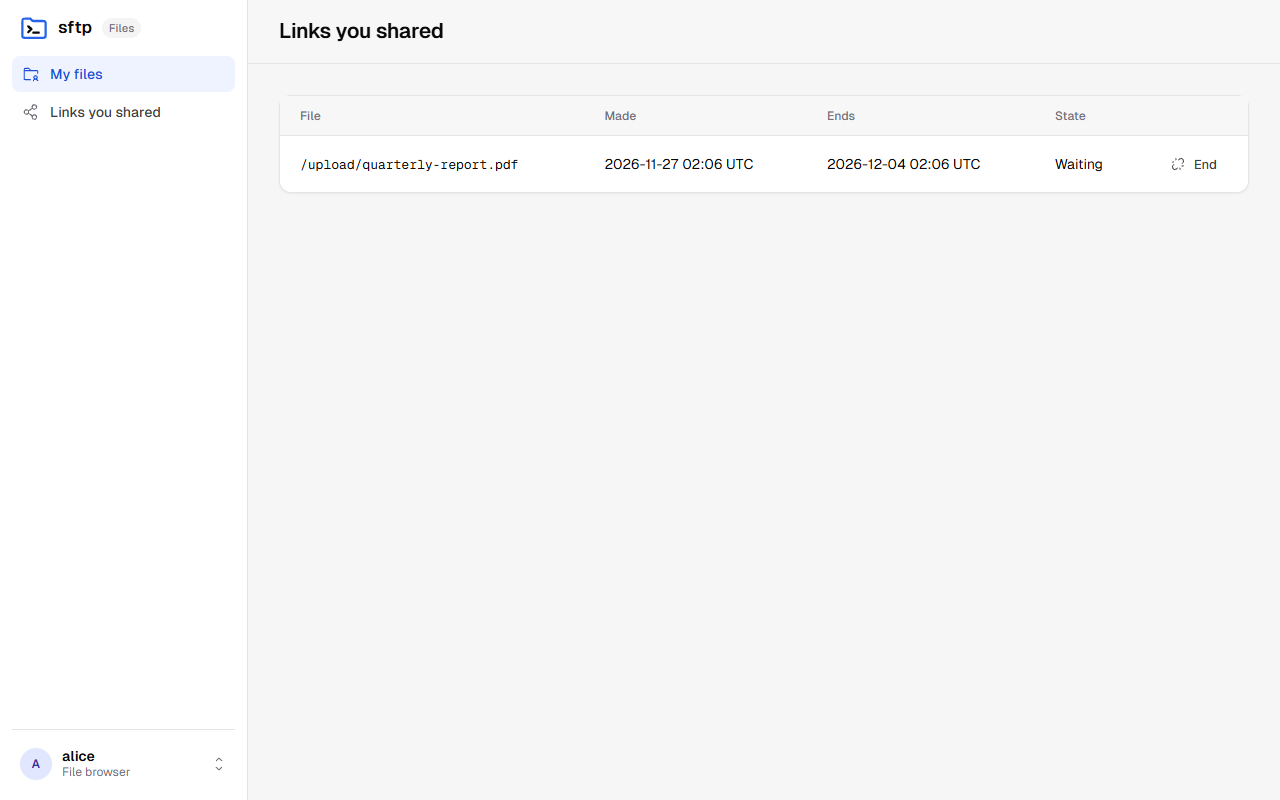 sftp Files
My files
Links you shared
Links you shared
File Made Ends State
/upload/quarterly-report.pdf 2026-11-27 02:06 UTC 2026-12-04 02:06 UTC Waiting End
A
alice
File browser